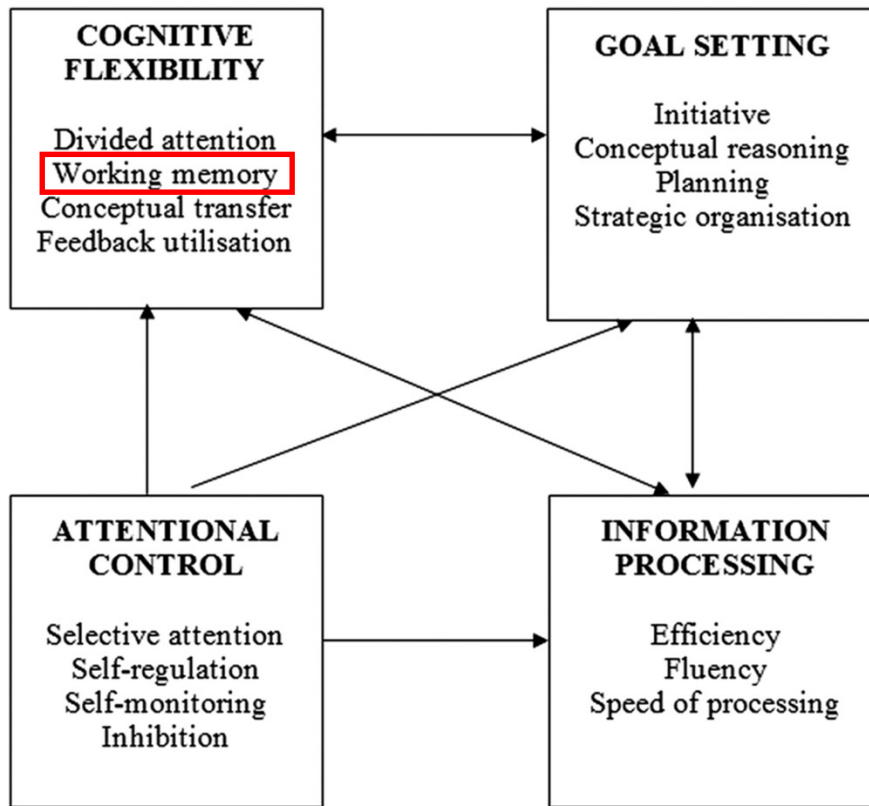 COGNITIVE
FLEXIBILITY
Divided attention
Working memory
Conceptual transfer
Feedback utilisation
GOAL SETTING
Initiative
Conceptual reasoning
Planning
Strategic organisation
ATTENTIONAL
CONTROL
Selective attention
Self-regulation
Self-monitoring
Inhibition
INFORMATION
PROCESSING
Efficiency
Fluency
Speed of processing